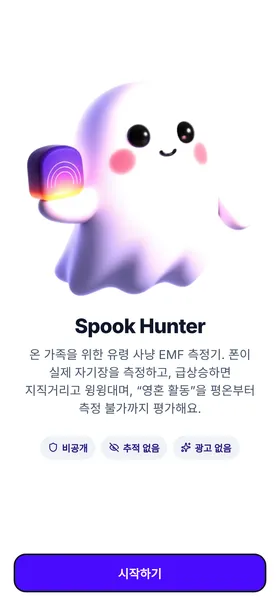 Spook Hunter
온 가족을 위한 유령 사냥 EMF 측정기. 폰이
실제 자기장을 측정하고, 급상승하면
지직거리고 윙윙대며, “영혼 활동”을 평온부터
측정 불가까지 평가해요.
비공개
추적 없음
광고 없음
시작하기